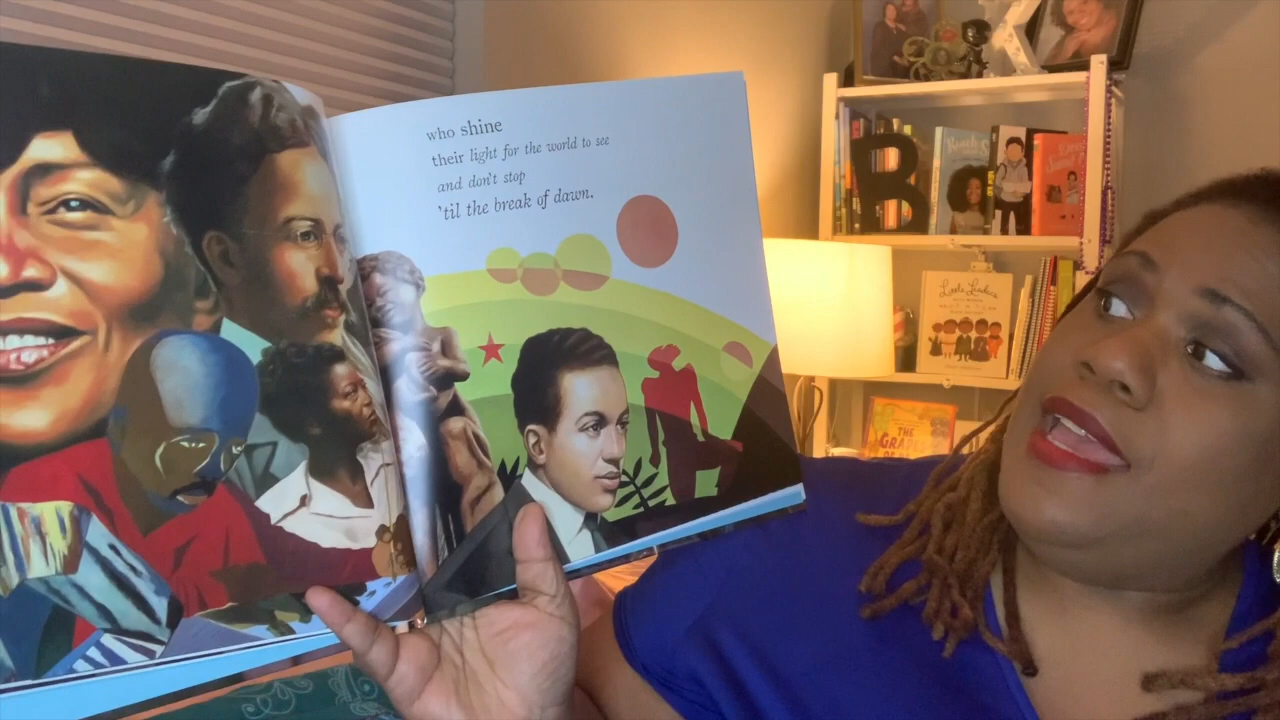 who shine
their light for the world to see
and don't stop
'til the break of dawn.
B
Little Leaders
THE